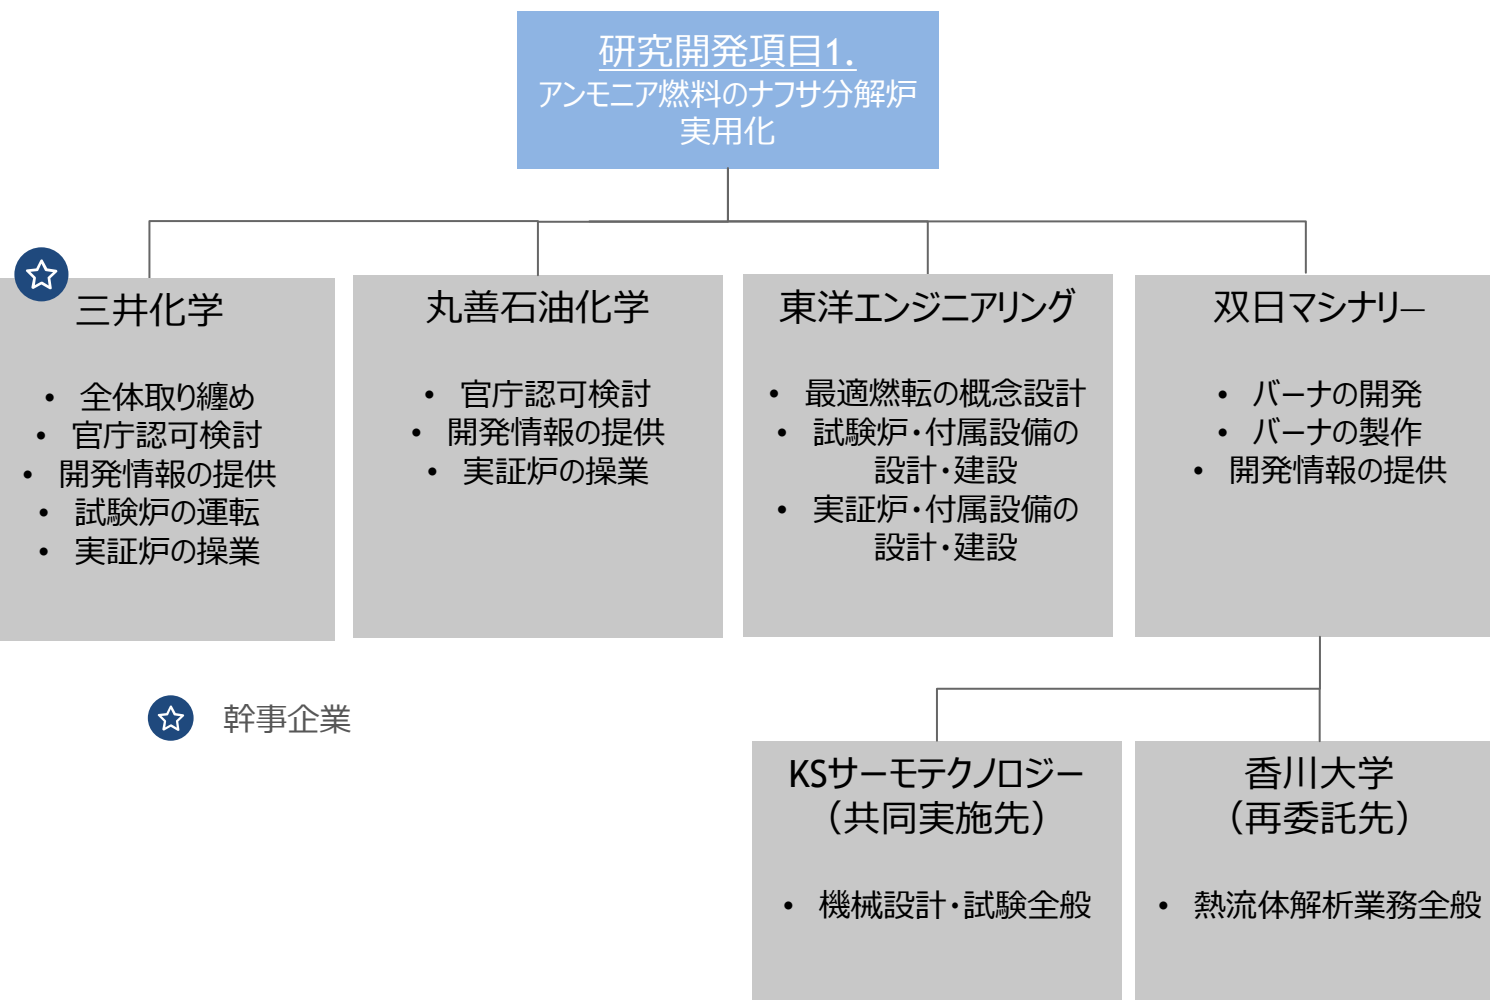 研究開発項目1.
アンモニア燃料のナフサ分解炉
実用化
三井化学
• 全体取り纏め
• 官庁認可検討
• 開発情報の提供
• 試験炉の運転
• 実証炉の操業
丸善石油化学
• 官庁認可検討
• 開発情報の提供
• 実証炉の操業
東洋エンジニアリング
• 最適燃転の概念設計
• 試験炉・付属設備の
設計・建設
• 実証炉・付属設備の
設計・建設
双日マシナリー
• バーナの開発
• バーナの製作
• 開発情報の提供
幹事企業
KSサーモテクノロジー
（共同実施先）
• 機械設計・試験全般
香川大学
（再委託先）
• 熱流体解析業務全般